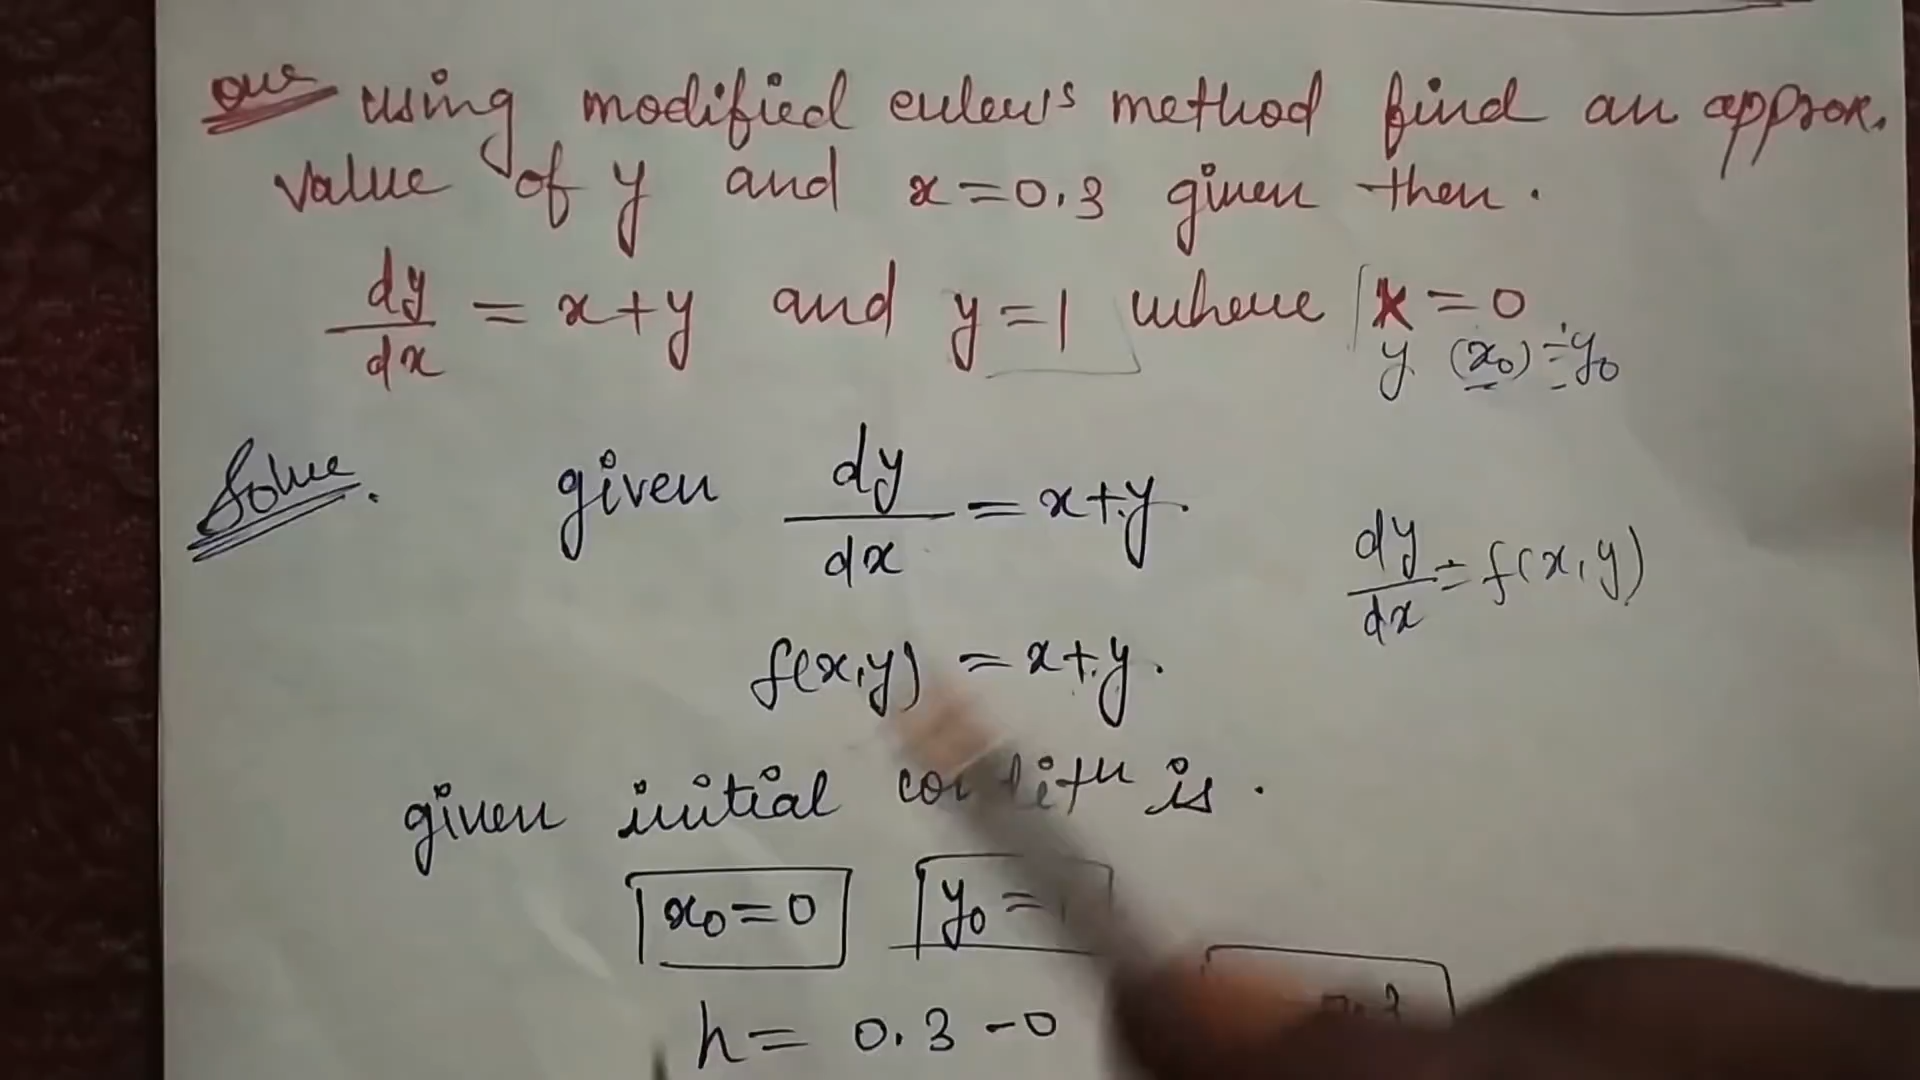 Que using modified euler's method find an approx.
value of y and x=0.3 given then.
dy/dx = x+y and y=1 where x=0
y (x₀) = y₀
Solve. given dy/dx = x+y.
dy/dx = f(x,y)
f(x,y) = x+y.
given initial is.
x₀=0 y₀ =
h= 0.3 -0